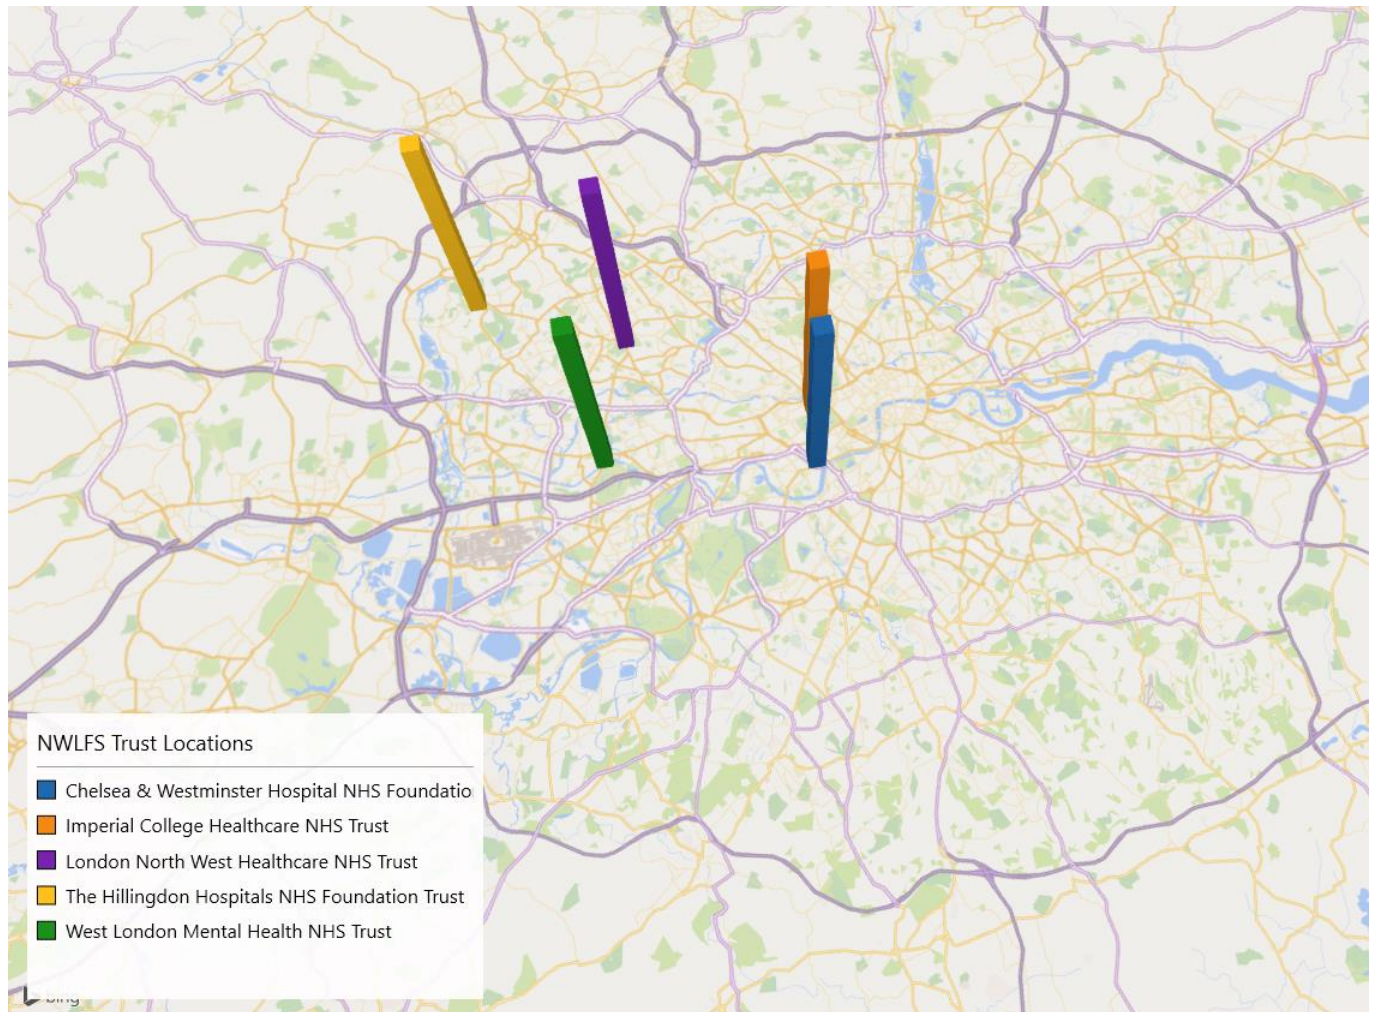 NWLFS Trust Locations
Chelsea & Westminster Hospital NHS Foundatio
Imperial College Healthcare NHS Trust
London North West Healthcare NHS Trust
The Hillingdon Hospitals NHS Foundation Trust
West London Mental Health NHS Trust
bing